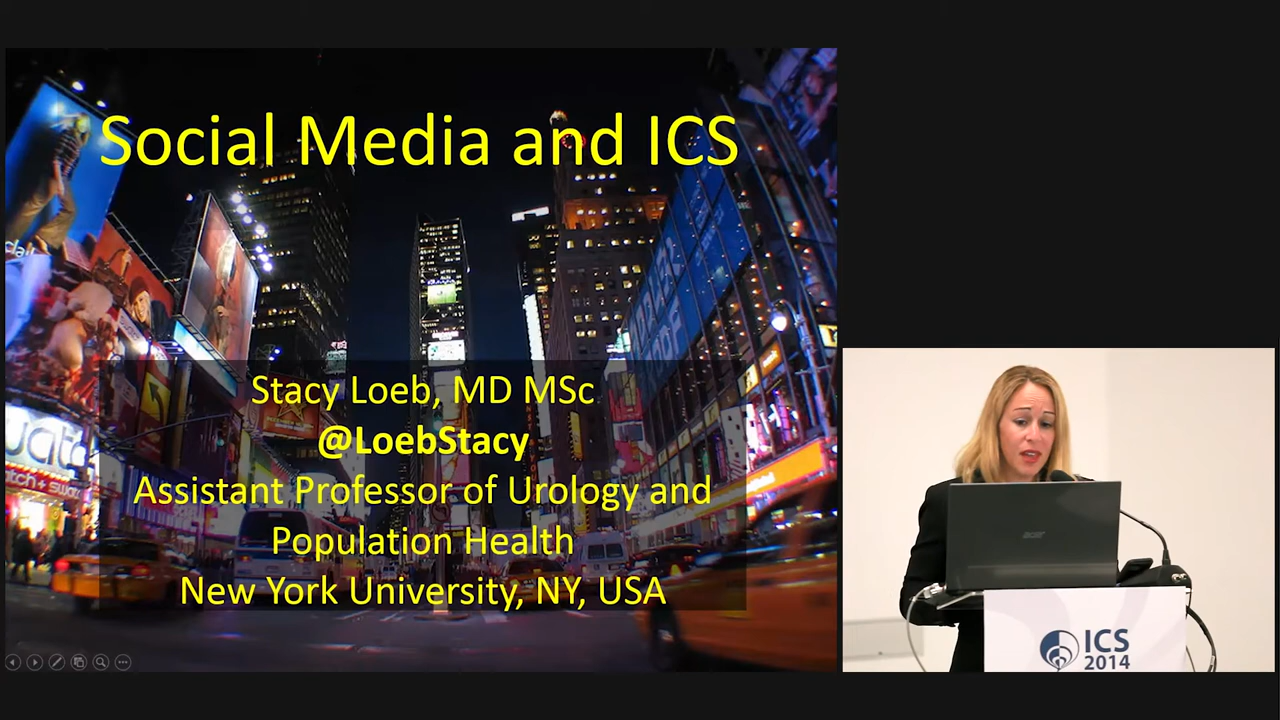 Social Media and ICS
Stacy Loeb, MD MSc
@LoebStacy
Assistant Professor of Urology and
Population Health
New York University, NY, USA
acer
ICS
2014